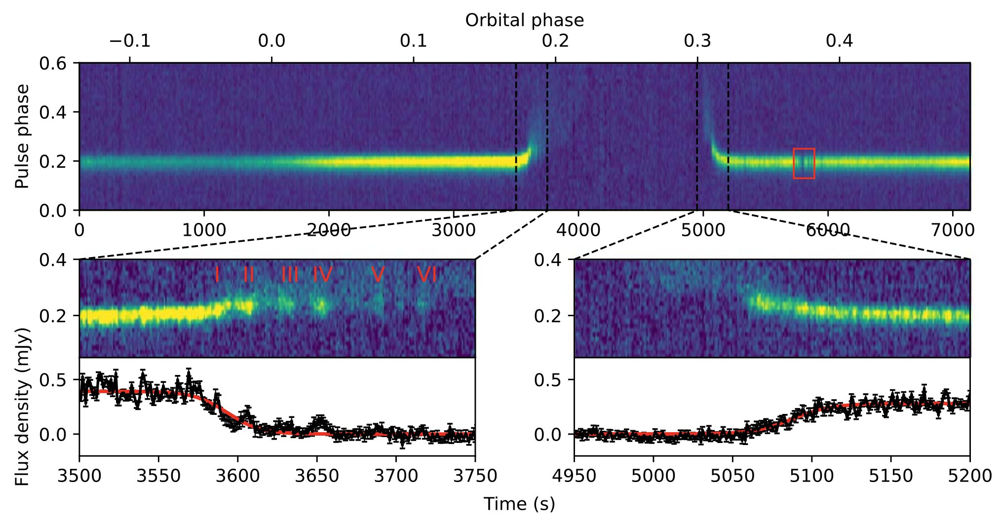 Orbital phase
−0.1 0.0 0.1 0.2 0.3 0.4
Pulse phase
0.6
0.4
0.2
0.0
0 1000 2000 3000 4000 5000 6000 7000
0.4
0.2
I II III IV V VI
0.4
0.2
Flux density (mJy)
0.5
0.0
0.5
0.0
3500 3550 3600 3650 3700 3750
4950 5000 5050 5100 5150 5200
Time (s)